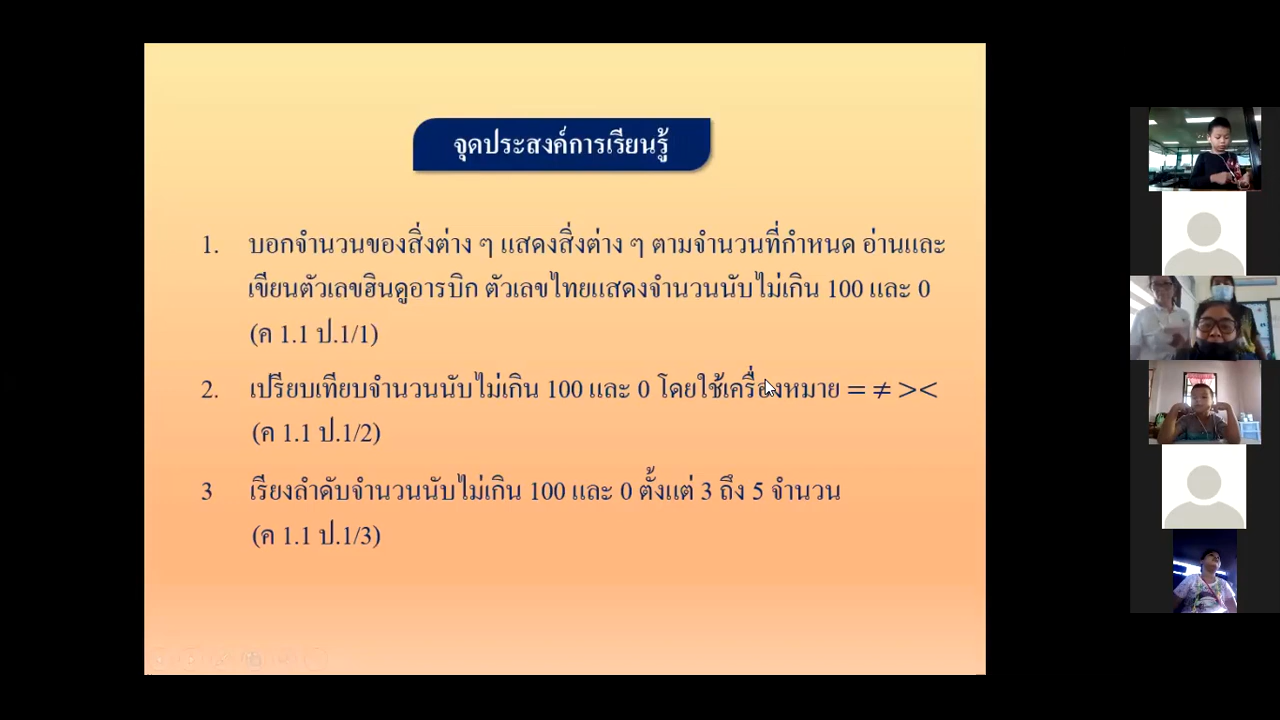 จุดประสงค์การเรียนรู้
1. บอกจำนวนของสิ่งต่าง ๆ แสดงสิ่งต่าง ๆ ตามจำนวนที่กำหนด อ่านและ
เขียนตัวเลขฮินดูอารบิก ตัวเลขไทยแสดงจำนวนนับไม่เกิน 100 และ 0
(ค 1.1 ป.1/1)
2. เปรียบเทียบจำนวนนับไม่เกิน 100 และ 0 โดยใช้เครื่องหมาย = ≠ > <
(ค 1.1 ป.1/2)
3 เรียงลำดับจำนวนนับไม่เกิน 100 และ 0 ตั้งแต่ 3 ถึง 5 จำนวน
(ค 1.1 ป.1/3)